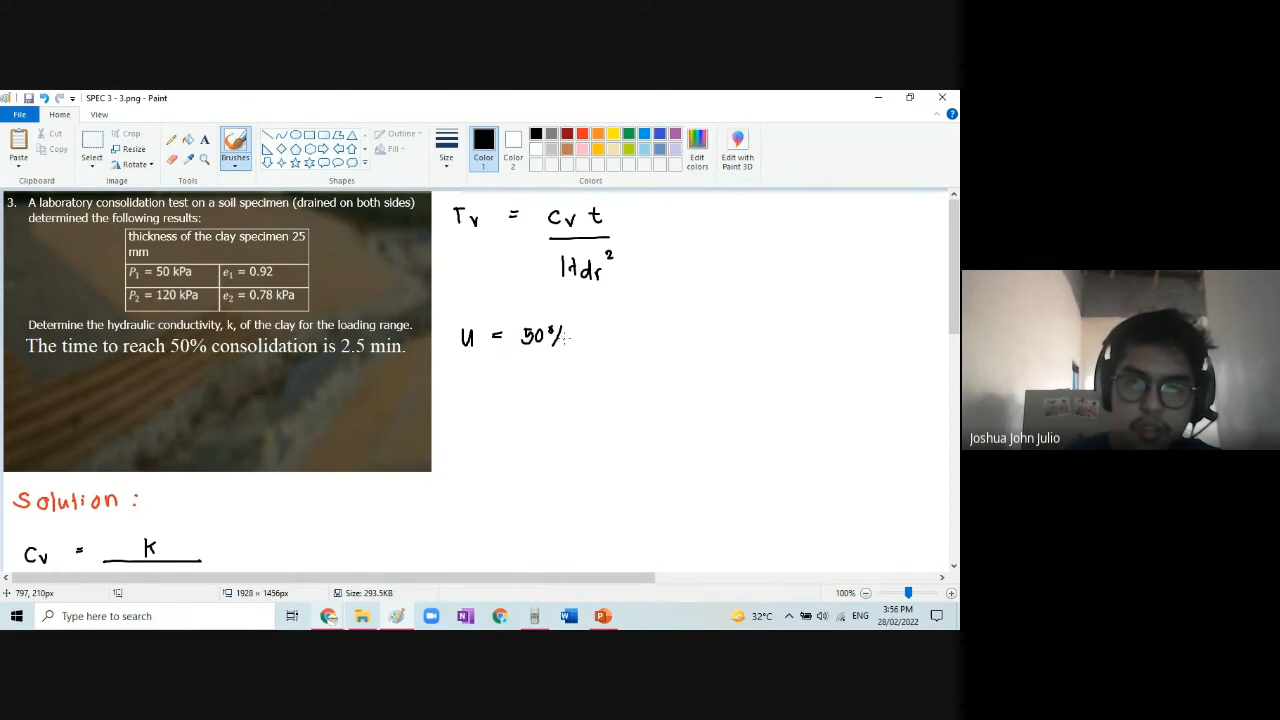 SPEC 3 - 3.png - Paint
File Home View
Paste
Cut
Copy
Clipboard
Select
Crop
Resize
Rotate
Image
A
Tools
Brushes
Outline
Fill
Shapes
Size
Color
1
Color
2
Edit
colors
Edit with
Paint 3D
Colors
3. A laboratory consolidation test on a soil specimen (drained on both sides)
determined the following results:
thickness of the clay specimen 25
mm
P1 = 50 kPa e1 = 0.92
P2 = 120 kPa e2 = 0.78 kPa
Determine the hydraulic conductivity, k, of the clay for the loading range.
The time to reach 50% consolidation is 2.5 min.
Tv = Cv t
Hdr²
U = 50%
Solution :
Cv = k
Joshua John Julio
797, 210px
1928 × 1456px
Size: 293.5KB
100%
Type here to search
32°C
ENG
3:56 PM
28/02/2022